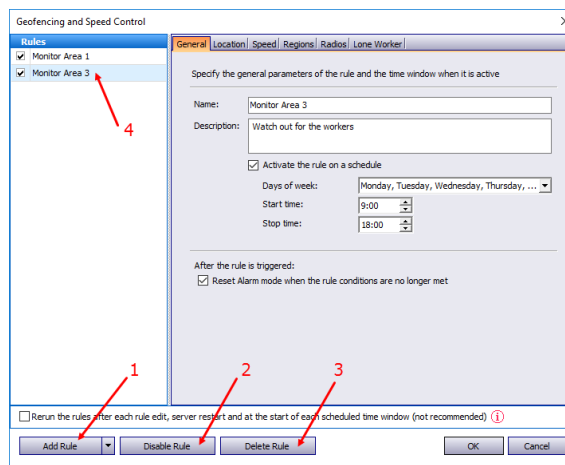 Geofencing and Speed Control
Rules
Monitor Area 1
Monitor Area 3
4
General Location Speed Regions Radios Lone Worker
Specify the general parameters of the rule and the time window when it is active
Name: Monitor Area 3
Description: Watch out for the workers
Activate the rule on a schedule
Days of week: Monday, Tuesday, Wednesday, Thursday, ...
Start time: 9:00
Stop time: 18:00
After the rule is triggered:
Reset Alarm mode when the rule conditions are no longer met
1 2 3
Rerun the rules after each rule edit, server restart and at the start of each scheduled time window (not recommended) i
Add Rule Disable Rule Delete Rule OK Cancel